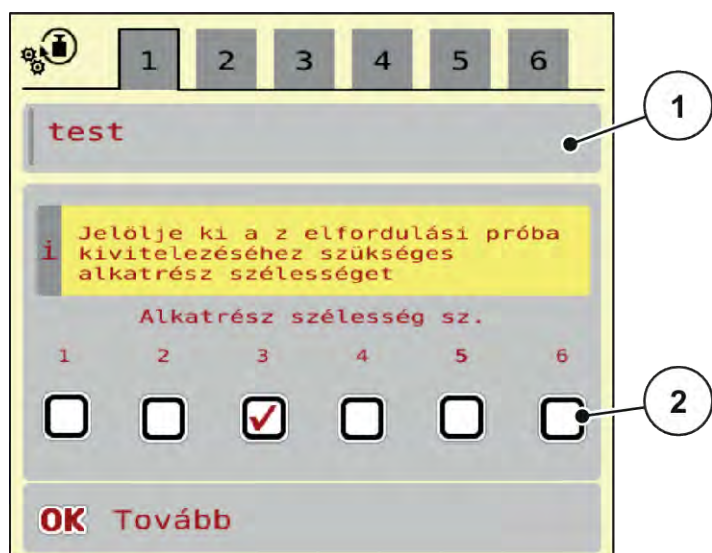 1 2 3 4 5 6
test
1
i
Jelölje ki a z elfordulási próba
kivitelezéséhez szükséges
alkatrész szélességet
Alkatrész szélesség sz.
1 2 3 4 5 6
2
OK Tovább